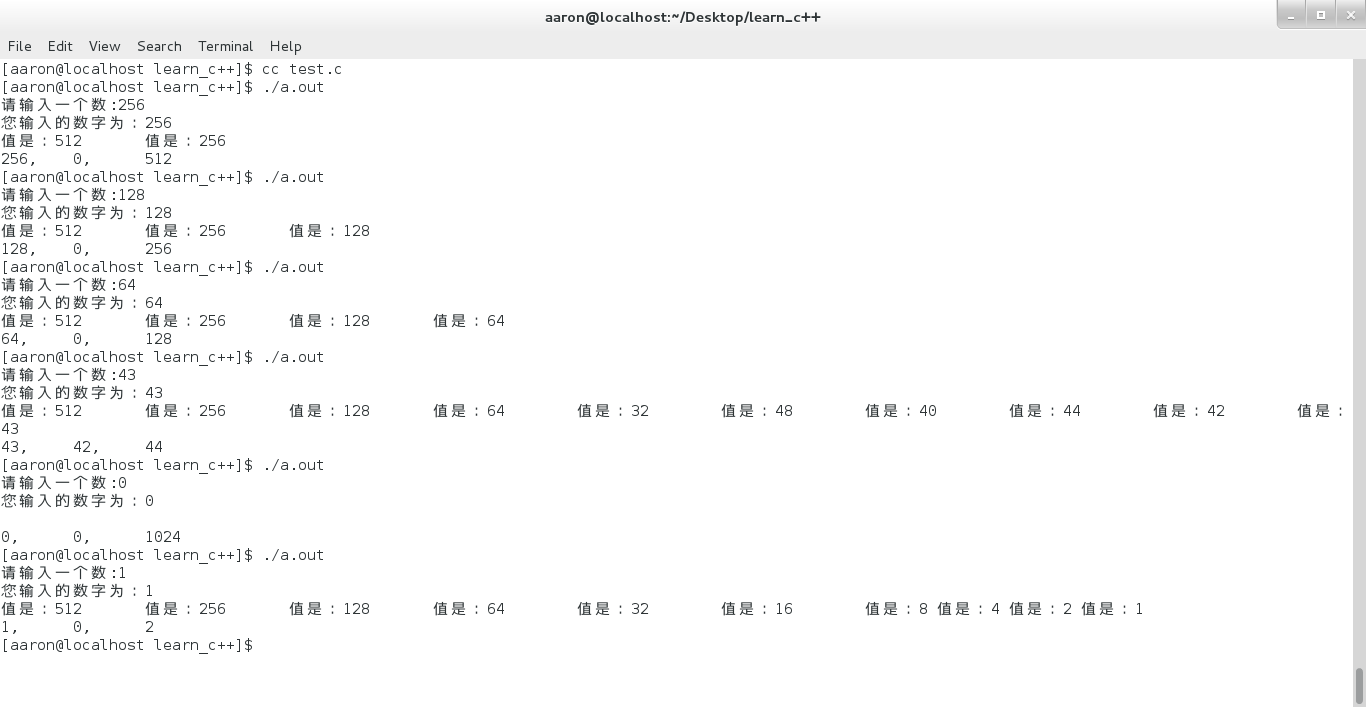 aaron@localhost:~/Desktop/learn_c++
File Edit View Search Terminal Help
[aaron@localhost learn_c++]$ cc test.c
[aaron@localhost learn_c++]$ ./a.out
请输入一个数:256
您输入的数字为：256
值是：512 值是：256
256, 0, 512
[aaron@localhost learn_c++]$ ./a.out
请输入一个数:128
您输入的数字为：128
值是：512 值是：256 值是：128
128, 0, 256
[aaron@localhost learn_c++]$ ./a.out
请输入一个数:64
您输入的数字为：64
值是：512 值是：256 值是：128 值是：64
64, 0, 128
[aaron@localhost learn_c++]$ ./a.out
请输入一个数:43
您输入的数字为：43
值是：512 值是：256 值是：128 值是：64 值是：32 值是：48 值是：40 值是：44 值是：42 值是：
43
43, 42, 44
[aaron@localhost learn_c++]$ ./a.out
请输入一个数:0
您输入的数字为：0
0, 0, 1024
[aaron@localhost learn_c++]$ ./a.out
请输入一个数:1
您输入的数字为：1
值是：512 值是：256 值是：128 值是：64 值是：32 值是：16 值是：8 值是：4 值是：2 值是：1
1, 0, 2
[aaron@localhost learn_c++]$